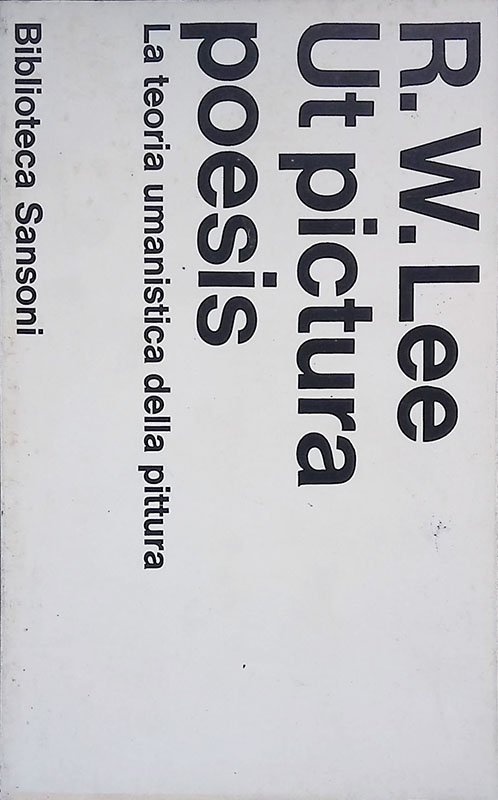 R. W. Lee
Ut pictura
poesis
La teoria umanistica della pittura
Biblioteca Sansoni